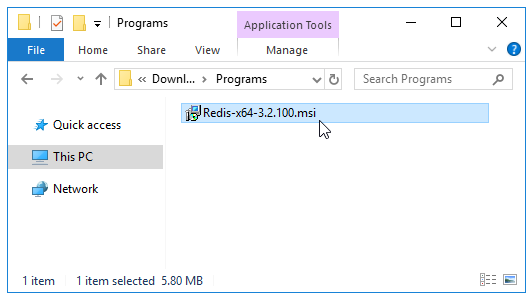 Programs
Application Tools
File Home Share View Manage
« Downl... Programs
Search Programs
Quick access
This PC
Network
Redis-x64-3.2.100.msi
1 item 1 item selected 5.80 MB